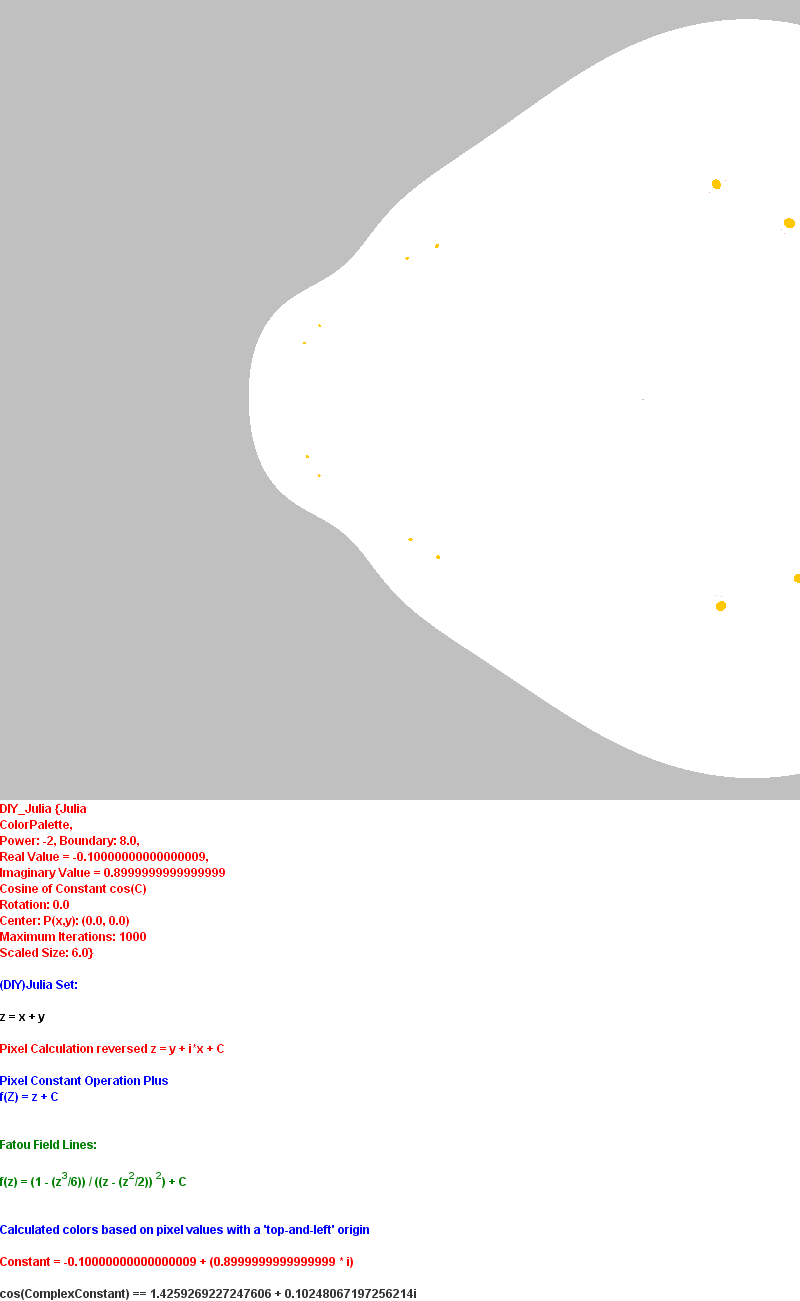 DIY_Julia {Julia
ColorPalette,
Power: -2, Boundary: 8.0,
Real Value = -0.10000000000000009,
Imaginary Value = 0.8999999999999999
Cosine of Constant cos(C)
Rotation: 0.0
Center: P(x,y): (0.0, 0.0)
Maximum Iterations: 1000
Scaled Size: 6.0}
(DIY)Julia Set:
z = x + y
Pixel Calculation reversed z = y + i*x + C
Pixel Constant Operation Plus
f(Z) = z + C
Fatou Field Lines:
f(z) = (1 - (z^3/6)) / ((z - (z^2/2)) ^2) + C
Calculated colors based on pixel values with a 'top-and-left' origin
Constant = -0.10000000000000009 + (0.8999999999999999 * i)
cos(ComplexConstant) == 1.4259269227247606 + 0.10248067197256214i